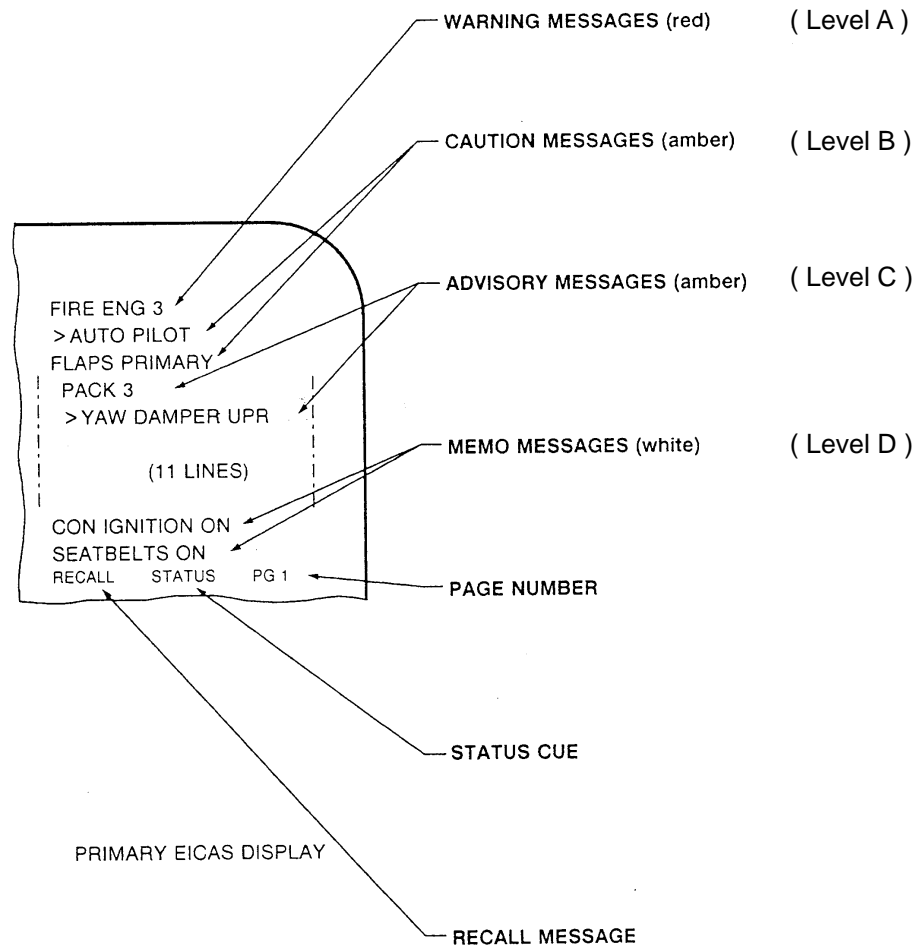 WARNING MESSAGES (red) ( Level A )
CAUTION MESSAGES (amber) ( Level B )
ADVISORY MESSAGES (amber) ( Level C )
FIRE ENG 3
>AUTO PILOT
FLAPS PRIMARY
PACK 3
>YAW DAMPER UPR
MEMO MESSAGES (white) ( Level D )
(11 LINES)
CON IGNITION ON
SEATBELTS ON
RECALL STATUS PG 1
PAGE NUMBER
STATUS CUE
PRIMARY EICAS DISPLAY
RECALL MESSAGE